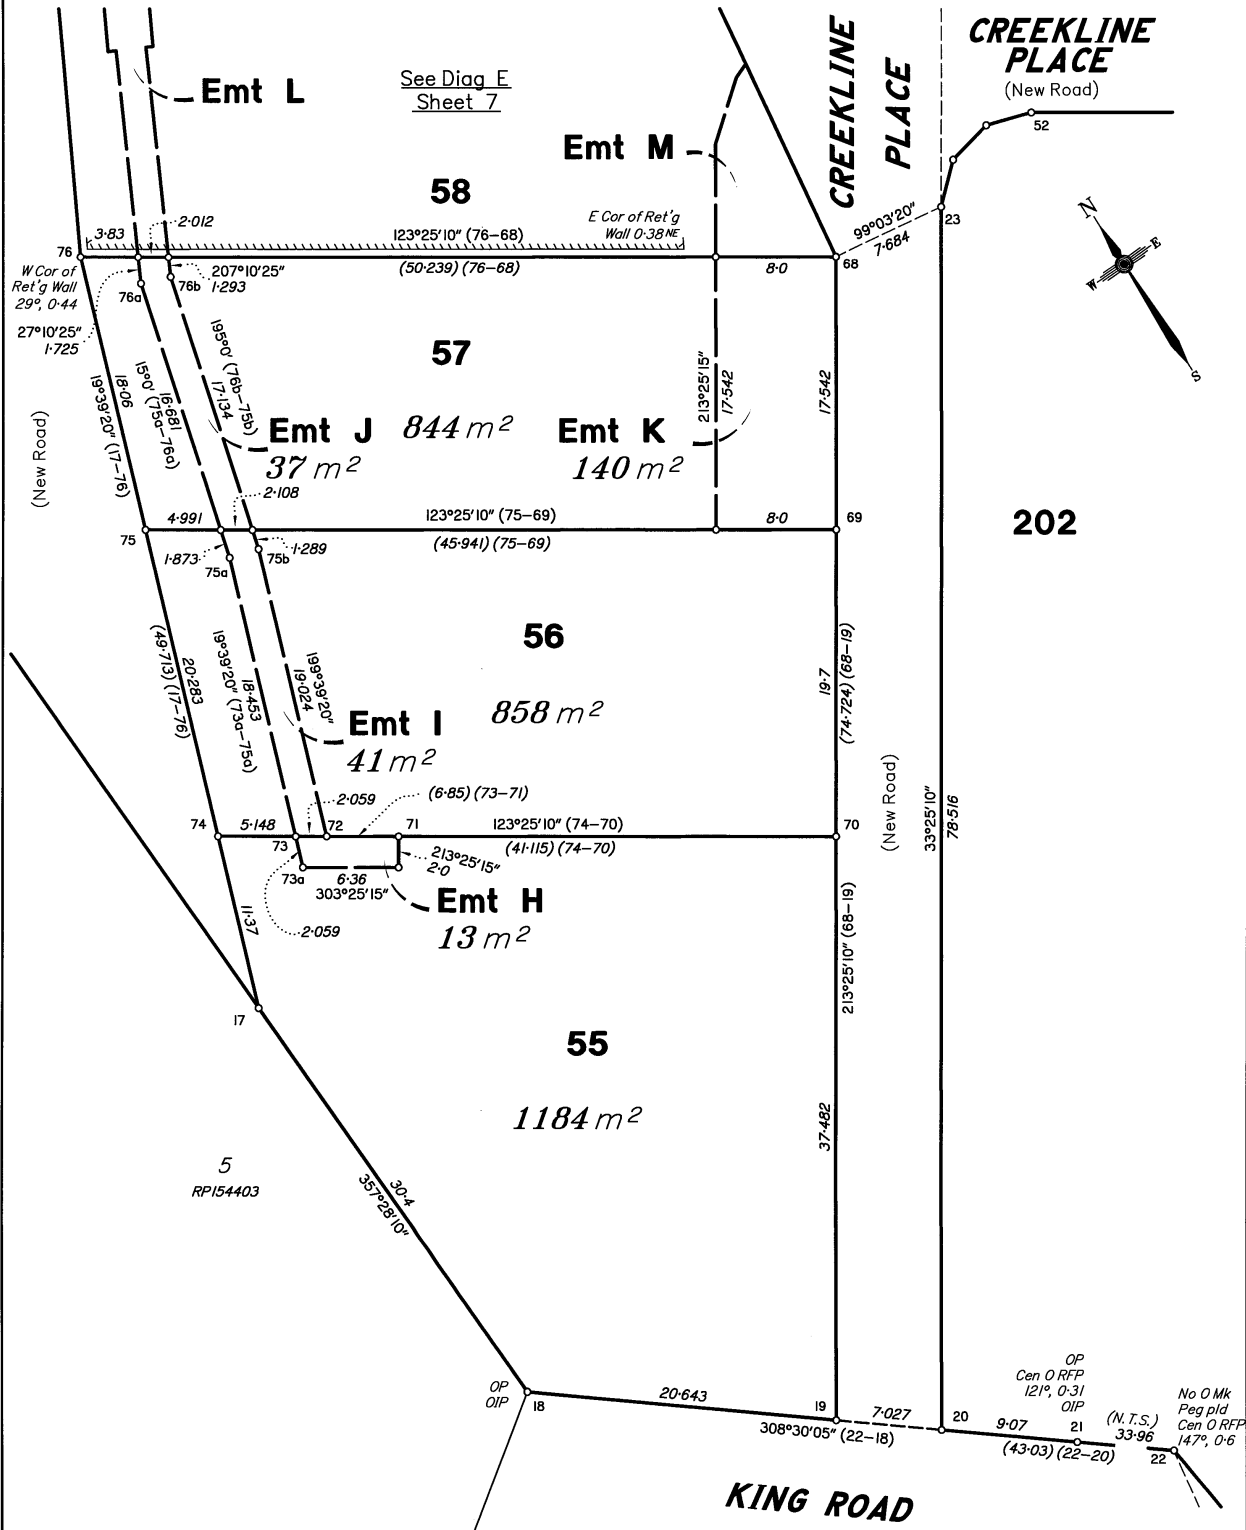 CREEKLINE
PLACE
CREEKLINE
PLACE
(New Road)
52
23
Emt L
See Diag E
Sheet 7
Emt M
58
N
E
W
S
99°03'20"
7·684
3·83
2·012
E Cor of Ret'g
Wall 0·38 NE
123°25'10" (76–68)
(50·239) (76–68)
8·0
76
68
W Cor of
Ret'g Wall
29°, 0·44
27°10'25"
1·725
76a
76b
207°10'25"
1·293
57
844 m²
195°0' (76b–75b)
17·134
15°0' (75a–76a)
16·681
18·06
19°39'20" (17–76)
(New Road)
Emt J
37 m²
Emt K
140 m²
213°25'15"
17·542
17·542
202
4·991
2·108
123°25'10" (75–69)
(45·941) (75–69)
8·0
69
75
1·873
75a
75b
1·289
56
858 m²
(49·713) (17–76)
20·283
19°39'20" (73a–75a)
18·453
199°39'20"
19·024
19·7
(74·724) (68–19)
Emt I
41 m²
(New Road)
33°25'10"
78·516
74
5·148
2·059
(6·85) (73–71)
73
72
71
123°25'10" (74–70)
(41·115) (74–70)
70
73a
6·36
303°25'15"
213°25'15"
2·0
Emt H
13 m²
2·059
11·37
213°25'10" (68–19)
17
55
1184 m²
37·482
5
RP154403
30·4
357°28'10"
OP
OIP
18
20·643
19
7·027
308°30'05" (22–18)
20
9·07
21
(43·03) (22–20)
OP
Cen O RFP
121°, 0·31
OIP
(N.T.S.)
33·96
22
No O Mk
Peg pld
Cen O RFP
147°, 0·6
KING ROAD